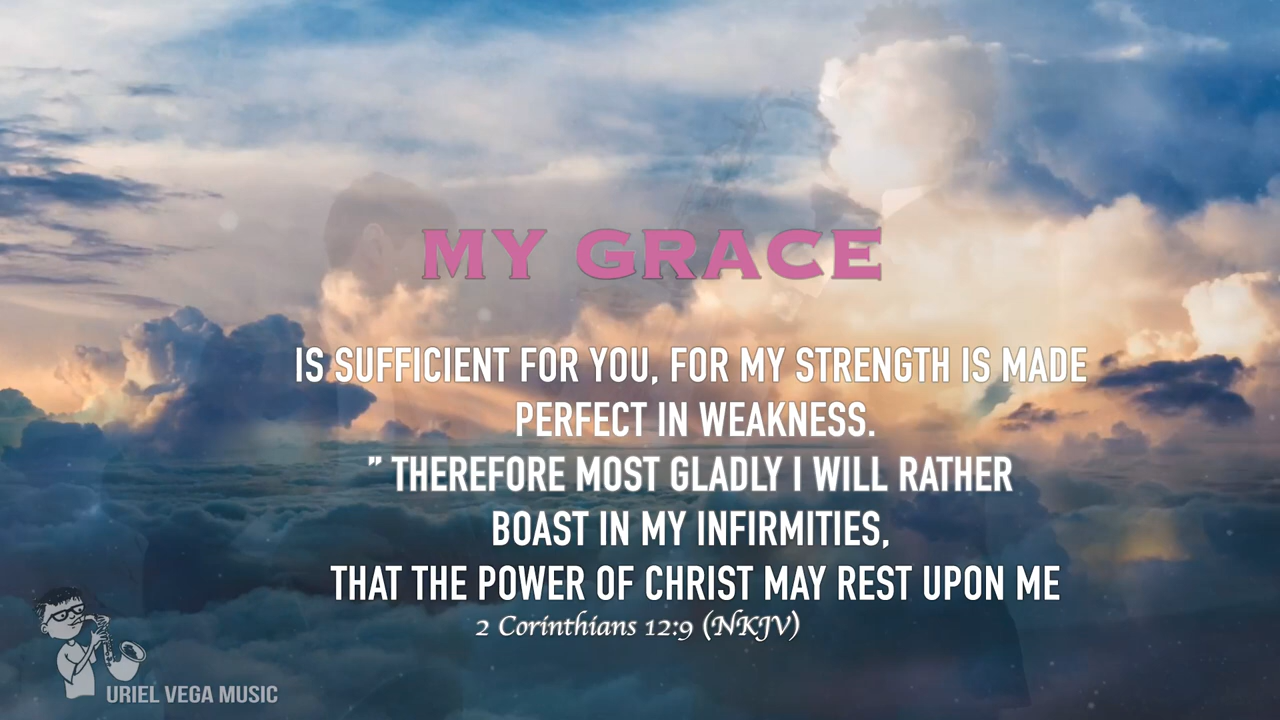 MY GRACE
IS SUFFICIENT FOR YOU, FOR MY STRENGTH IS MADE
PERFECT IN WEAKNESS.
” THEREFORE MOST GLADLY I WILL RATHER
BOAST IN MY INFIRMITIES,
THAT THE POWER OF CHRIST MAY REST UPON ME
2 Corinthians 12:9 (NKJV)
URIEL VEGA MUSIC